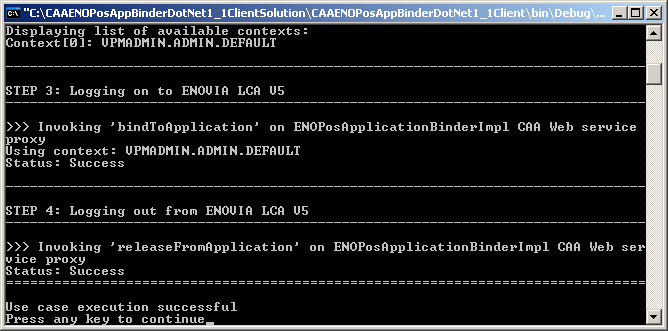 "C:\CAAENOPosAppBinderDotNet1_1ClientSolution\CAAENOPosAppBinderDotNet1_1Client\bin\Debug\...
Displaying list of available contexts:
Context[0]: VPMADMIN.ADMIN.DEFAULT
--------------------------------------------------------------------------------
STEP 3: Logging on to ENOVIA LCA V5
--------------------------------------------------------------------------------
>>> Invoking 'bindToApplication' on ENOPosApplicationBinderImpl CAA Web service
proxy
Using context: VPMADMIN.ADMIN.DEFAULT
Status: Success
--------------------------------------------------------------------------------
STEP 4: Logging out from ENOVIA LCA V5
--------------------------------------------------------------------------------
>>> Invoking 'releaseFromApplication' on ENOPosApplicationBinderImpl CAA Web ser
vice proxy
Status: Success
================================================================================
Use case execution successful
Press any key to continue_